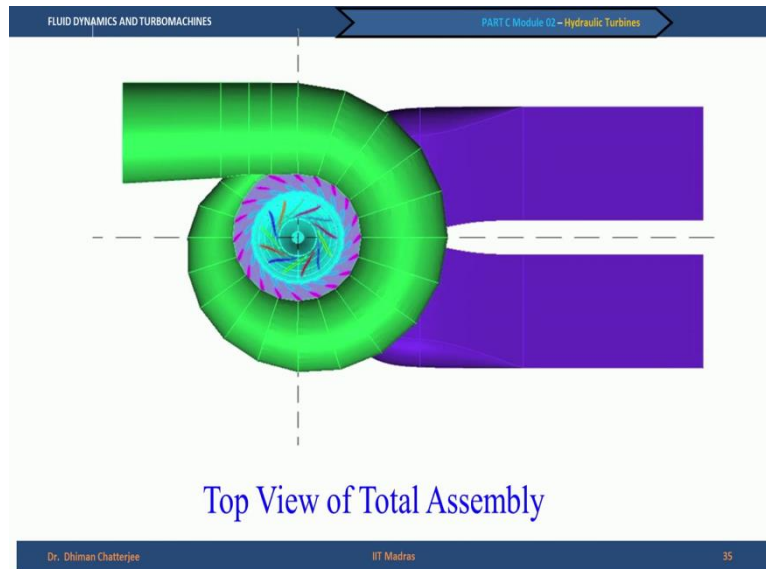 FLUID DYNAMICS AND TURBOMACHINES
PART C Module 02 – Hydraulic Turbines
Top View of Total Assembly
Dr. Dhiman Chatterjee
IIT Madras
35